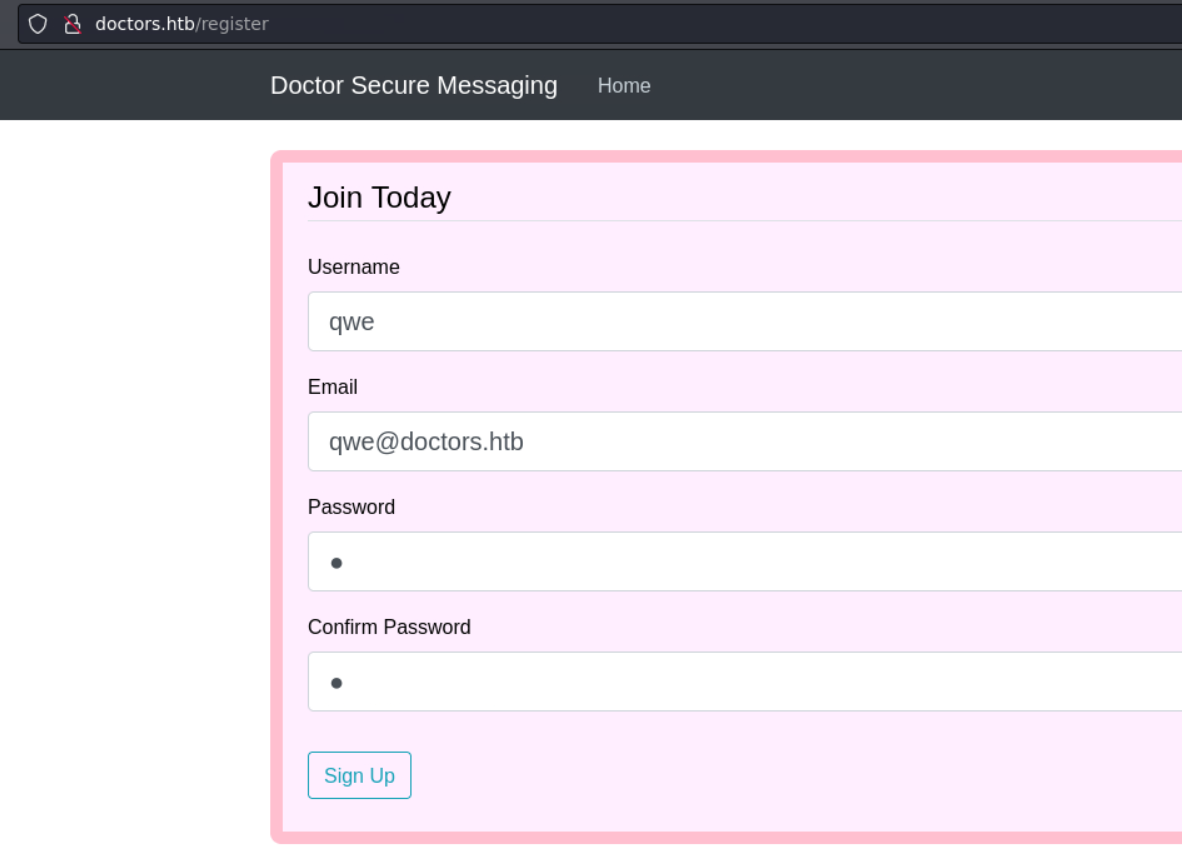 doctors.htb/register
Doctor Secure Messaging Home
Join Today
Username
qwe
Email
qwe@doctors.htb
Password
●
Confirm Password
●
Sign Up